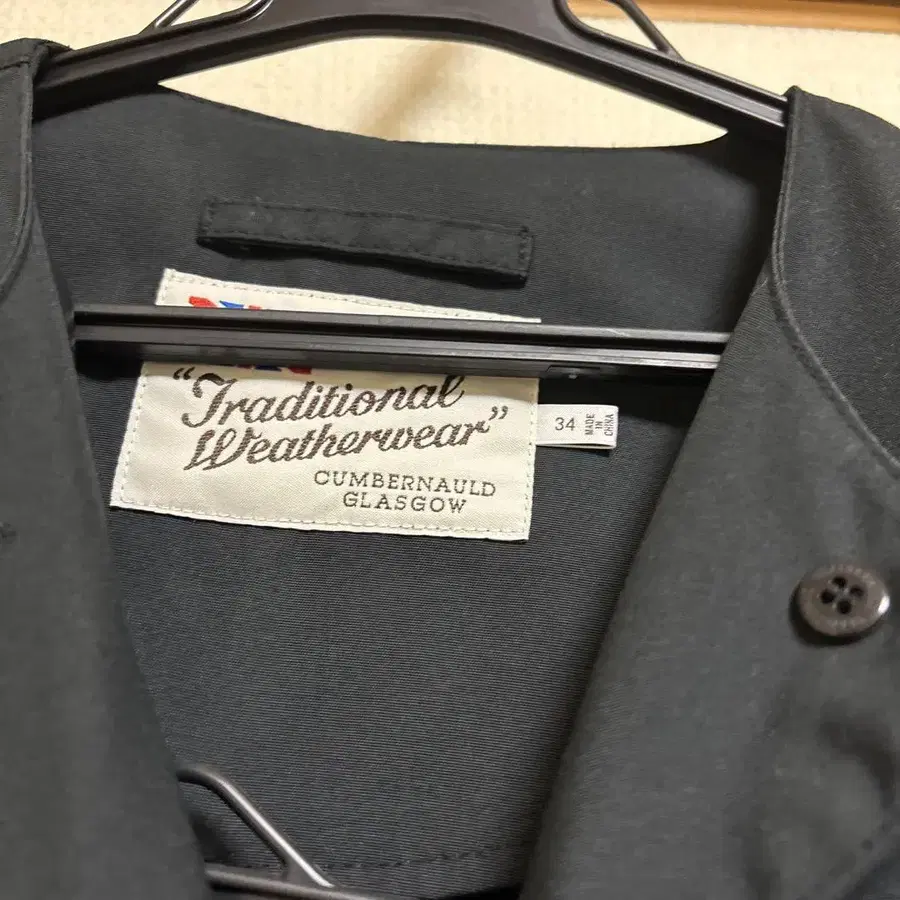 "Traditional
Weatherwear"
CUMBERNAULD
GLASGOW
34
MADE
IN
CHINA